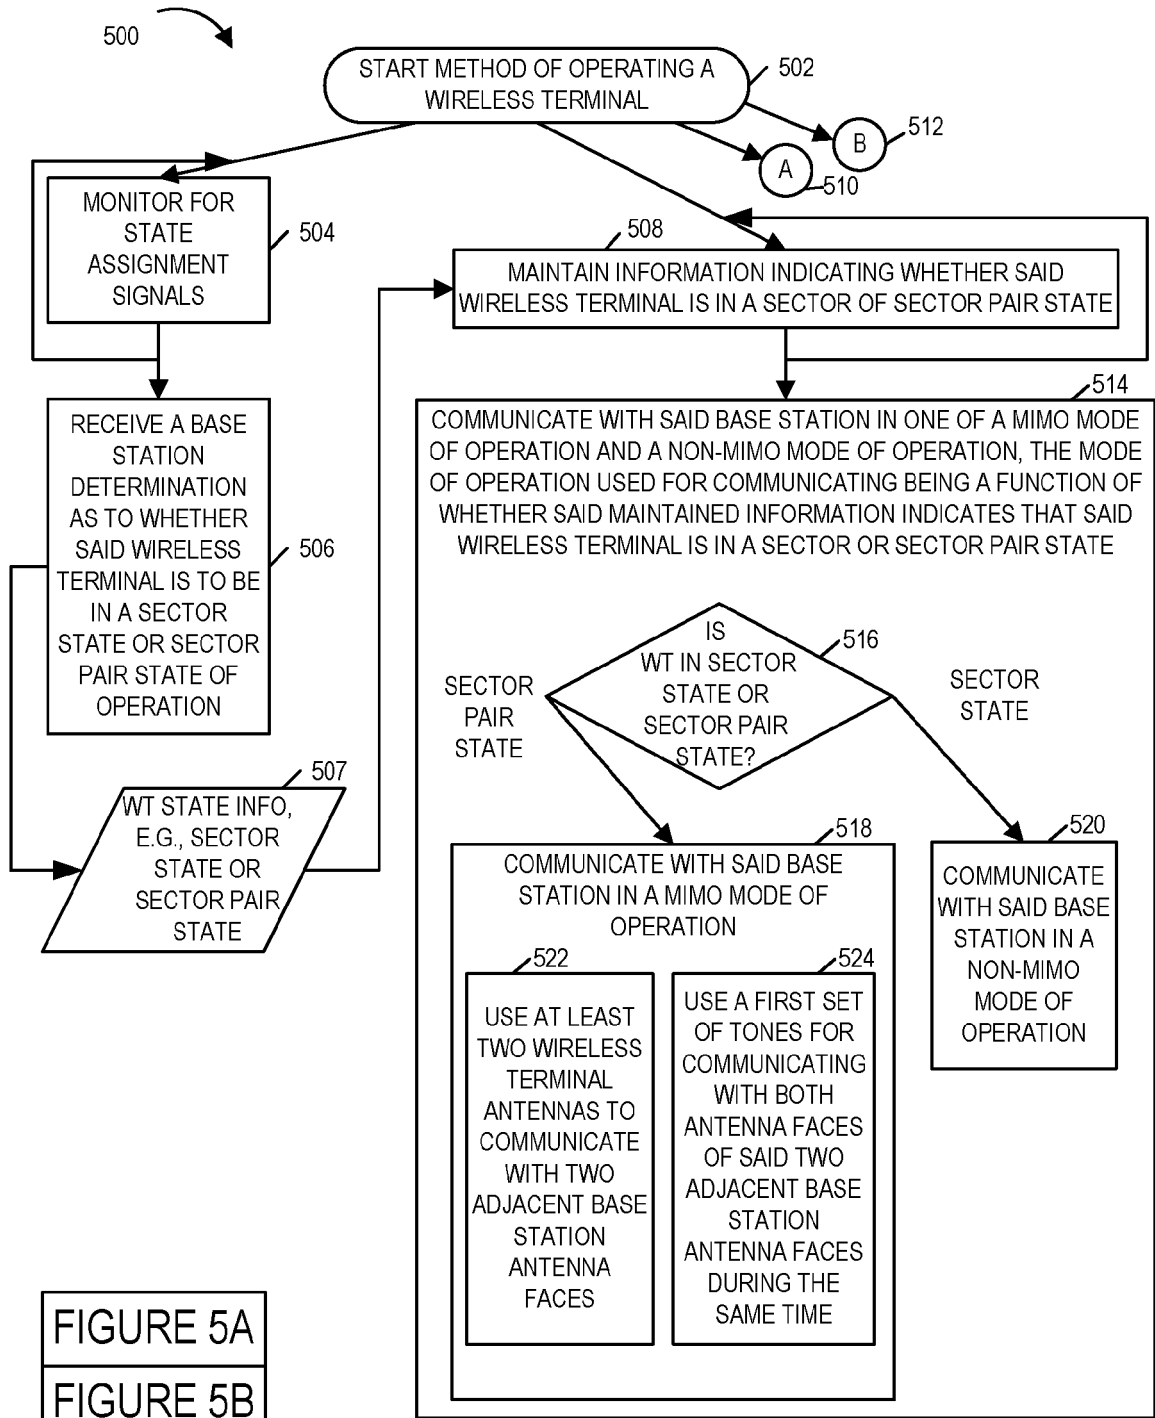 500
START METHOD OF OPERATING A
WIRELESS TERMINAL
502
B
512
A
510
MONITOR FOR
STATE
ASSIGNMENT
SIGNALS
504
508
MAINTAIN INFORMATION INDICATING WHETHER SAID
WIRELESS TERMINAL IS IN A SECTOR OF SECTOR PAIR STATE
RECEIVE A BASE
STATION
DETERMINATION
AS TO WHETHER
SAID WIRELESS
TERMINAL IS TO BE
IN A SECTOR
STATE OR SECTOR
PAIR STATE OF
OPERATION
506
507
WT STATE INFO,
E.G., SECTOR
STATE OR
SECTOR PAIR
STATE
514
COMMUNICATE WITH SAID BASE STATION IN ONE OF A MIMO MODE
OF OPERATION AND A NON-MIMO MODE OF OPERATION, THE MODE
OF OPERATION USED FOR COMMUNICATING BEING A FUNCTION OF
WHETHER SAID MAINTAINED INFORMATION INDICATES THAT SAID
WIRELESS TERMINAL IS IN A SECTOR OR SECTOR PAIR STATE
IS
WT IN SECTOR
STATE OR
SECTOR PAIR
STATE?
516
SECTOR
PAIR
STATE
SECTOR
STATE
518
COMMUNICATE WITH SAID BASE
STATION IN A MIMO MODE OF
OPERATION
522
USE AT LEAST
TWO WIRELESS
TERMINAL
ANTENNAS TO
COMMUNICATE
WITH TWO
ADJACENT BASE
STATION
ANTENNA
FACES
524
USE A FIRST SET
OF TONES FOR
COMMUNICATING
WITH BOTH
ANTENNA FACES
OF SAID TWO
ADJACENT BASE
STATION
ANTENNA FACES
DURING THE
SAME TIME
520
COMMUNICATE
WITH SAID BASE
STATION IN A
NON-MIMO
MODE OF
OPERATION
FIGURE 5A
FIGURE 5B